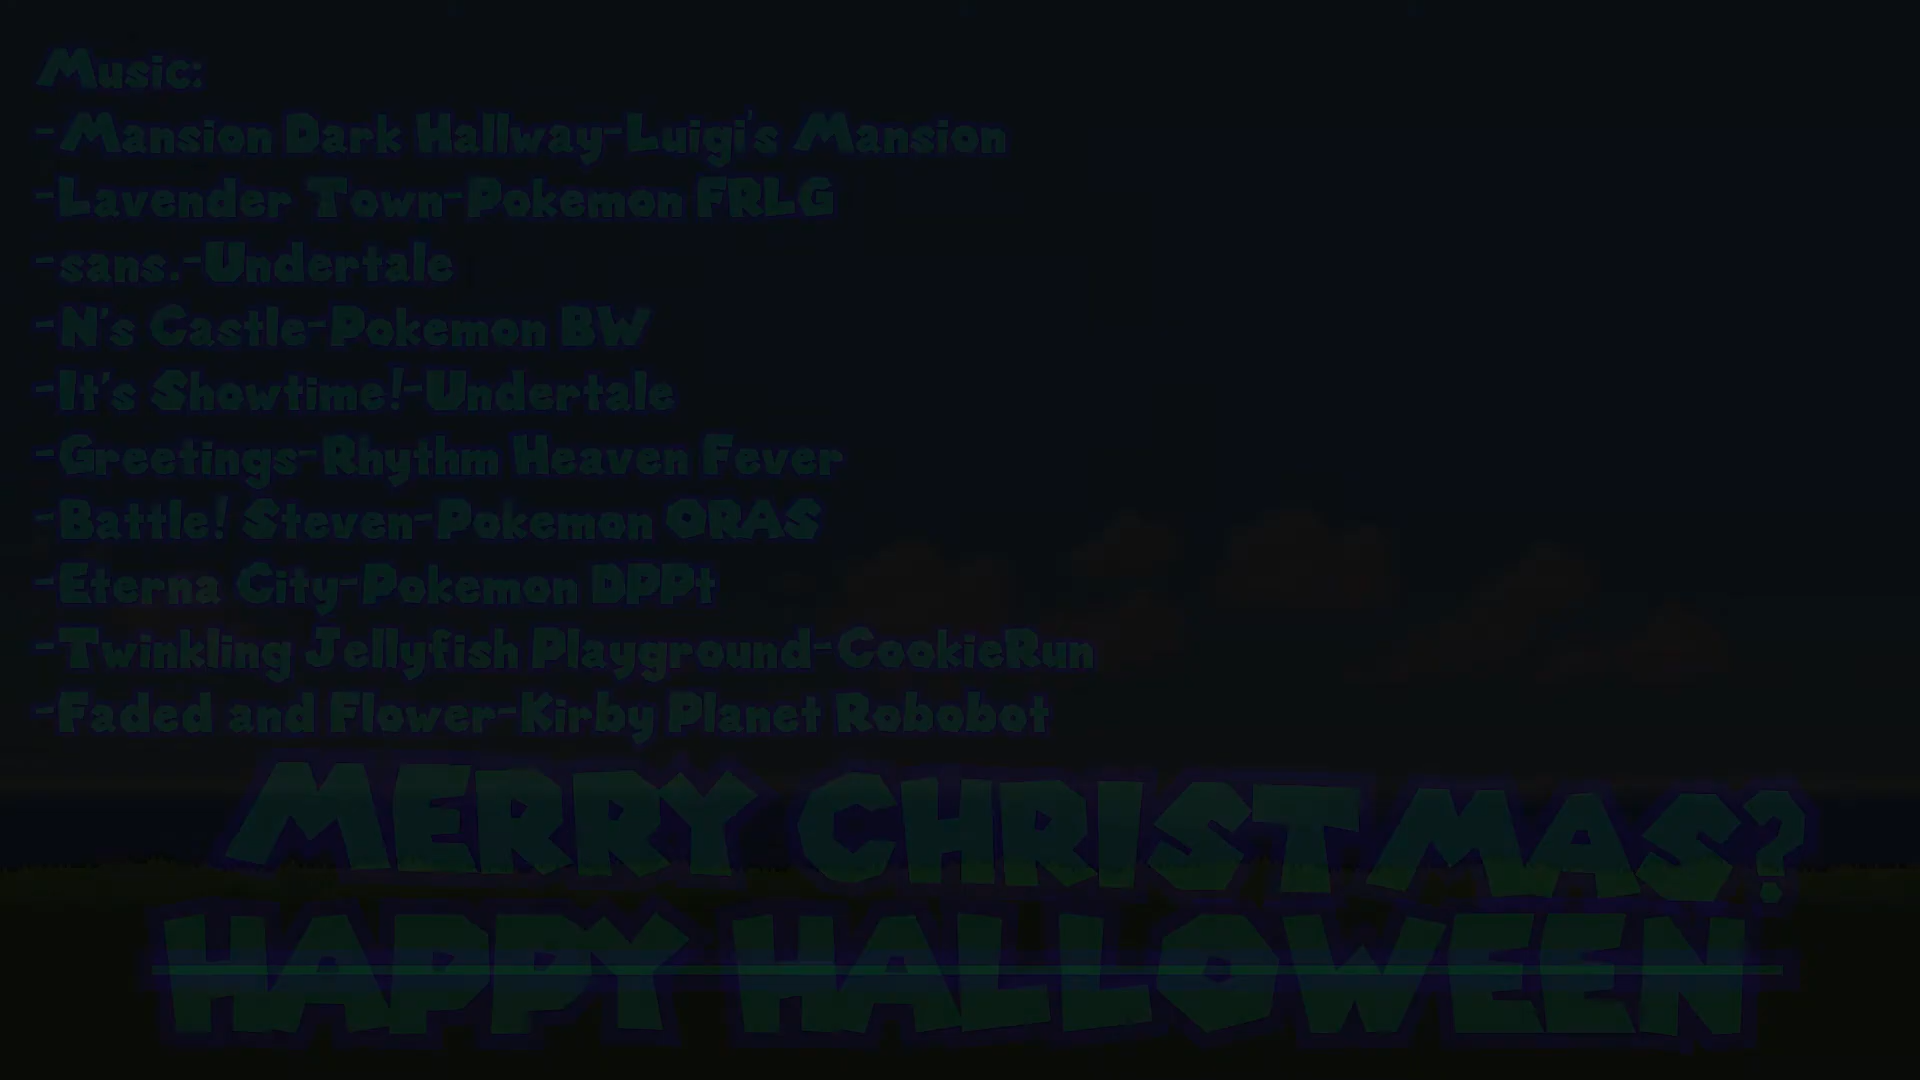 Music:
-Mansion Dark Hallway-Luigi's Mansion
-Lavender Town-Pokemon FRLG
-sans.-Undertale
-N's Castle-Pokemon BW
-It's Showtime!-Undertale
-Greetings-Rhythm Heaven Fever
-Battle! Steven-Pokemon ORAS
-Eterna City-Pokemon DPPt
-Twinkling Jellyfish Playground-CookieRun
-Faded and Flower-Kirby Planet Robobot
MERRY CHRISTMAS?
HAPPY HALLOWEEN